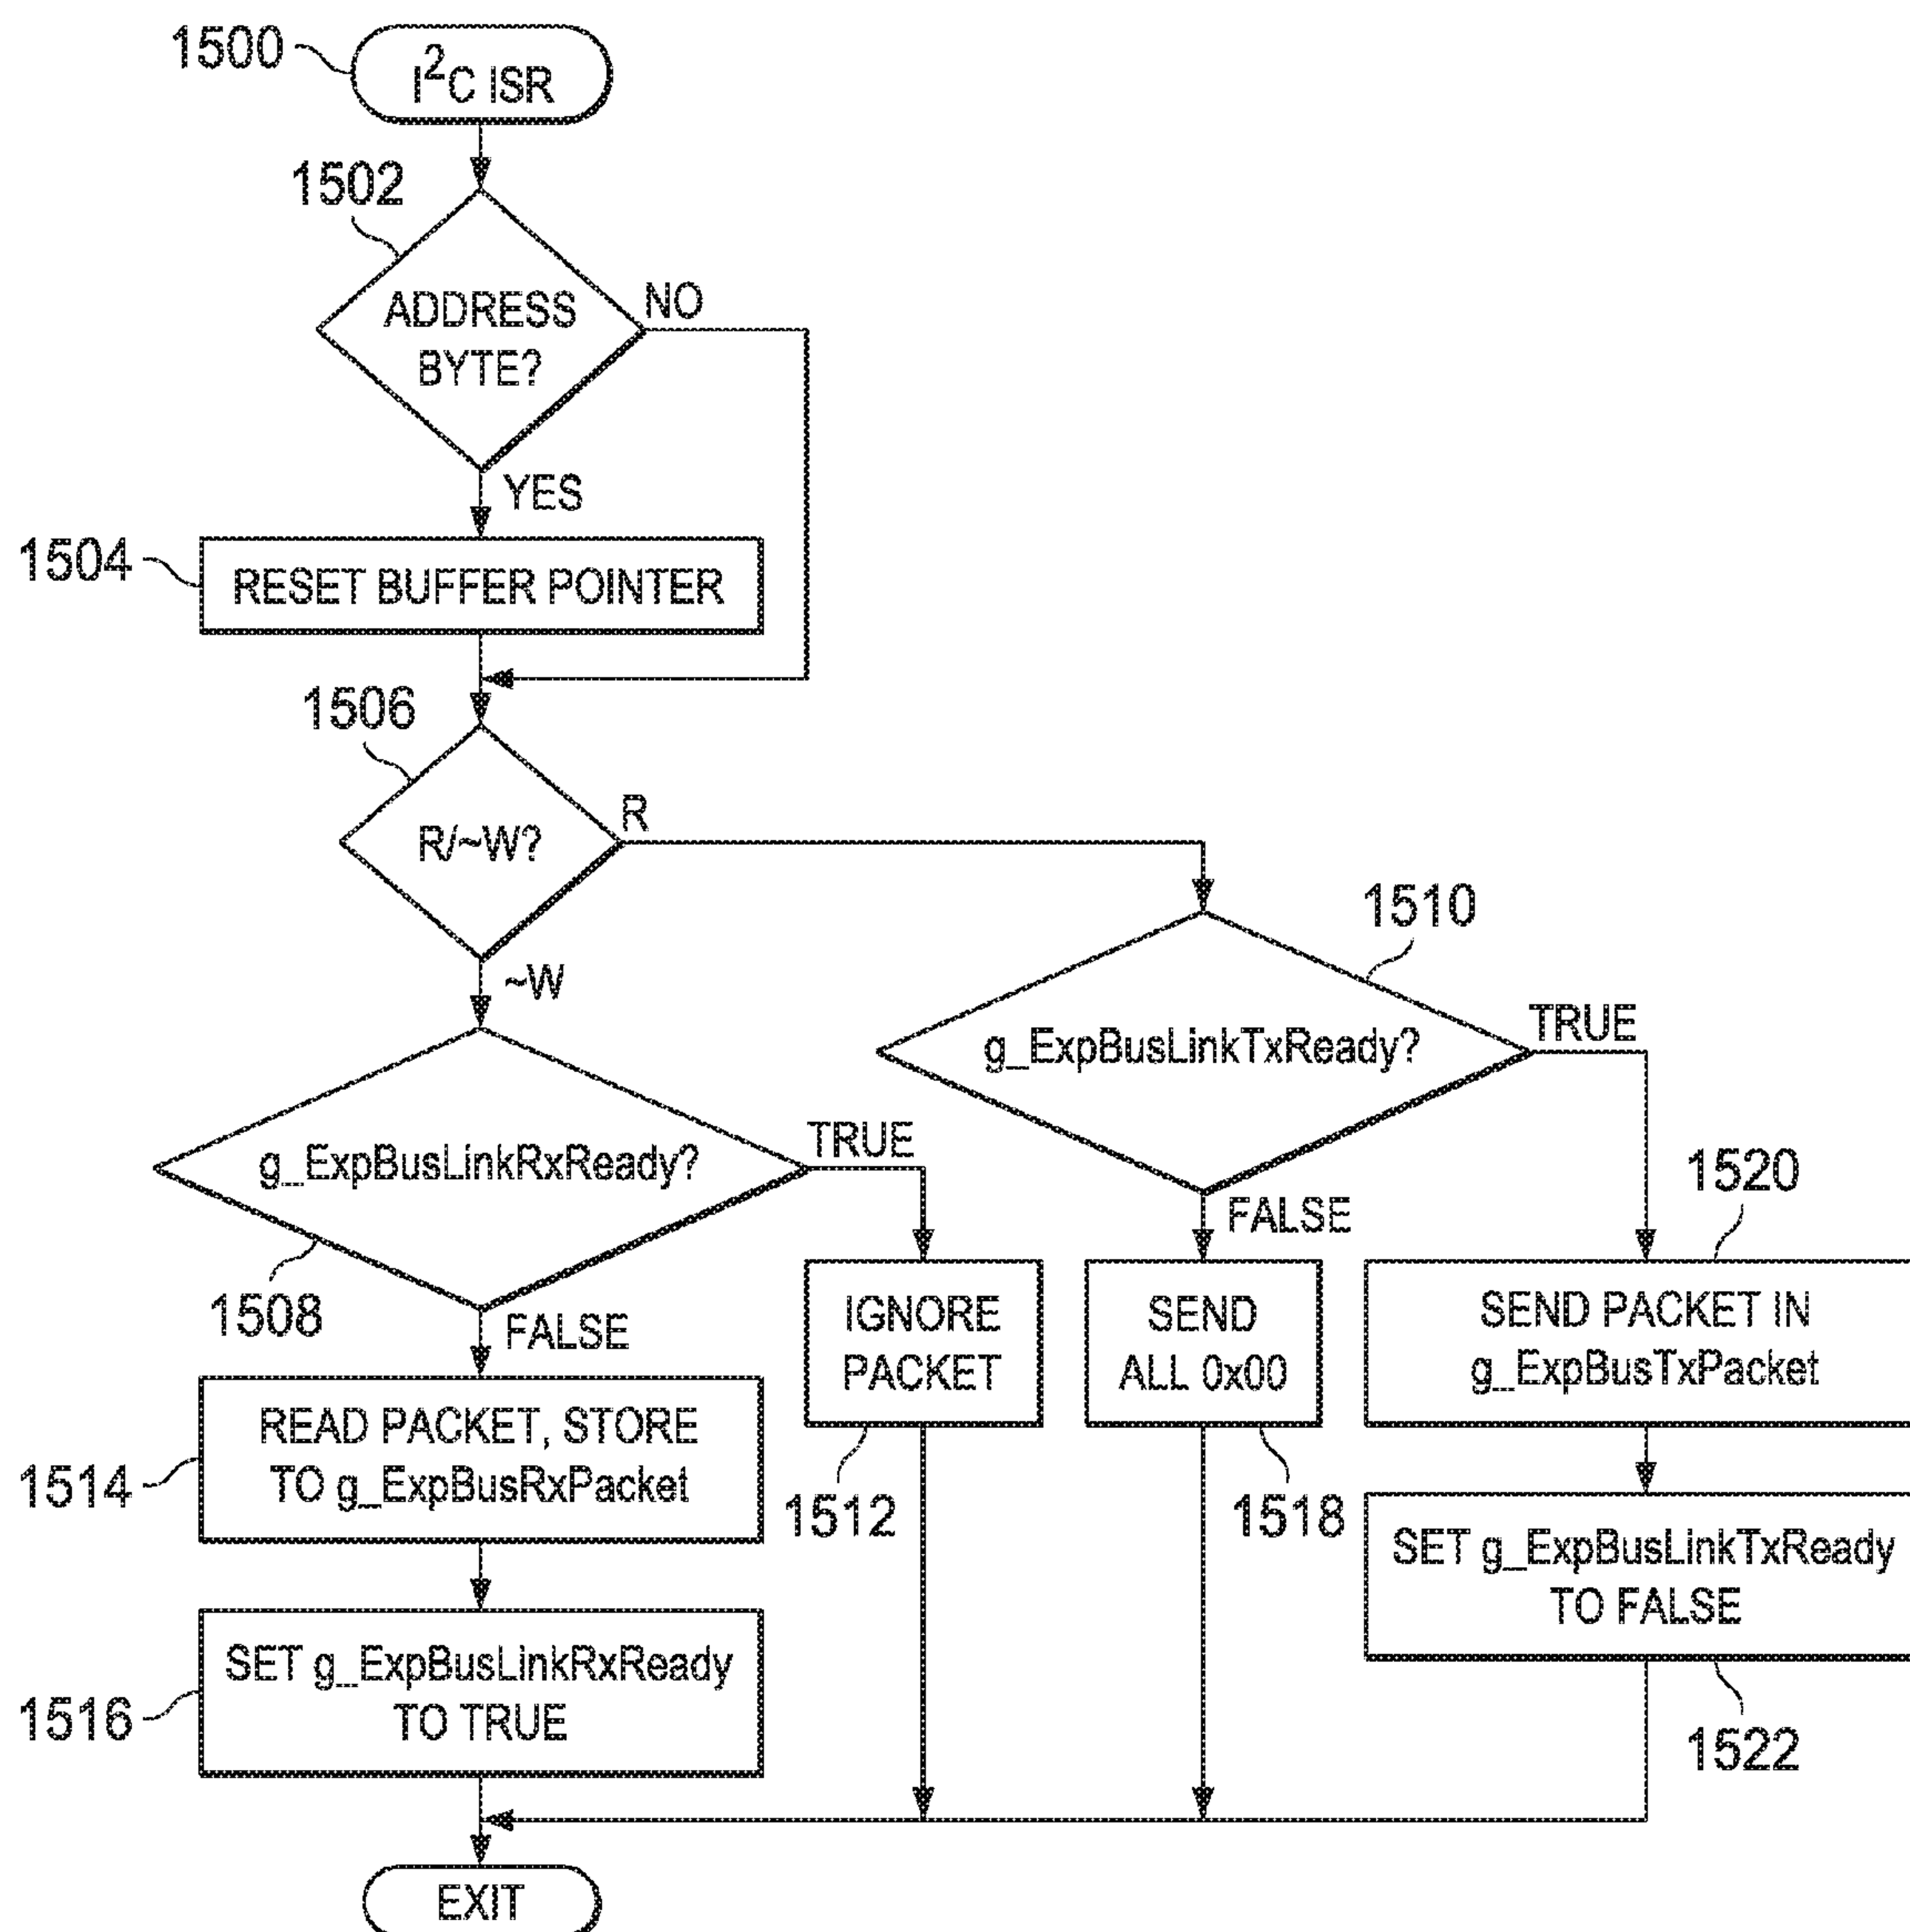 1500
I²C ISR
1502
ADDRESS
BYTE?
NO
YES
1504
RESET BUFFER POINTER
1506
R/~W?
R
~W
1510
g_ExpBusLinkTxReady?
TRUE
FALSE
g_ExpBusLinkRxReady?
TRUE
1508
FALSE
1520
IGNORE
PACKET
1512
SEND
ALL 0x00
1518
SEND PACKET IN
g_ExpBusTxPacket
1514
READ PACKET, STORE
TO g_ExpBusRxPacket
SET g_ExpBusLinkTxReady
TO FALSE
1522
1516
SET g_ExpBusLinkRxReady
TO TRUE
EXIT